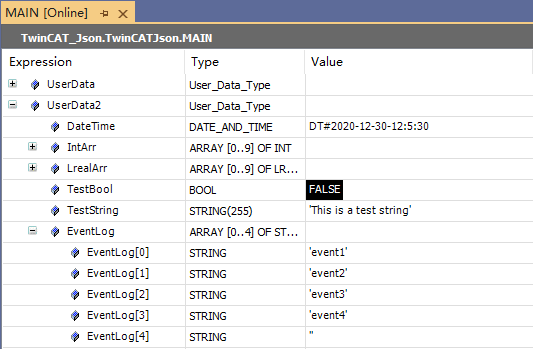 MAIN [Online]
TwinCAT_Json.TwinCATJson.MAIN
Expression Type Value
UserData User_Data_Type
UserData2 User_Data_Type
DateTime DATE_AND_TIME DT#2020-12-30-12:5:30
IntArr ARRAY [0..9] OF INT
LrealArr ARRAY [0..9] OF LR...
TestBool BOOL FALSE
TestString STRING(255) 'This is a test string'
EventLog ARRAY [0..4] OF ST...
EventLog[0] STRING 'event1'
EventLog[1] STRING 'event2'
EventLog[2] STRING 'event3'
EventLog[3] STRING 'event4'
EventLog[4] STRING ''